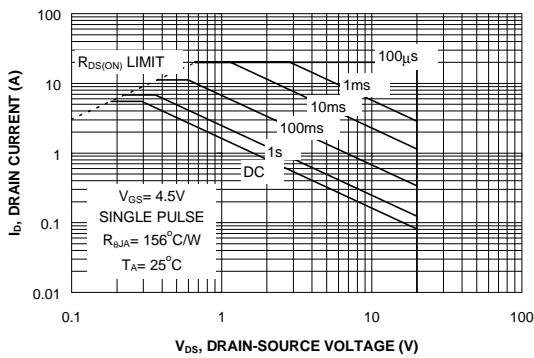 100
10
1
0.1
0.01
I_D, DRAIN CURRENT (A)
R_DS(ON) LIMIT
100μs
1ms
10ms
100ms
1s
DC
V_GS= 4.5V
SINGLE PULSE
R_θJA= 156°C/W
T_A= 25°C
0.1 1 10 100
V_DS, DRAIN-SOURCE VOLTAGE (V)